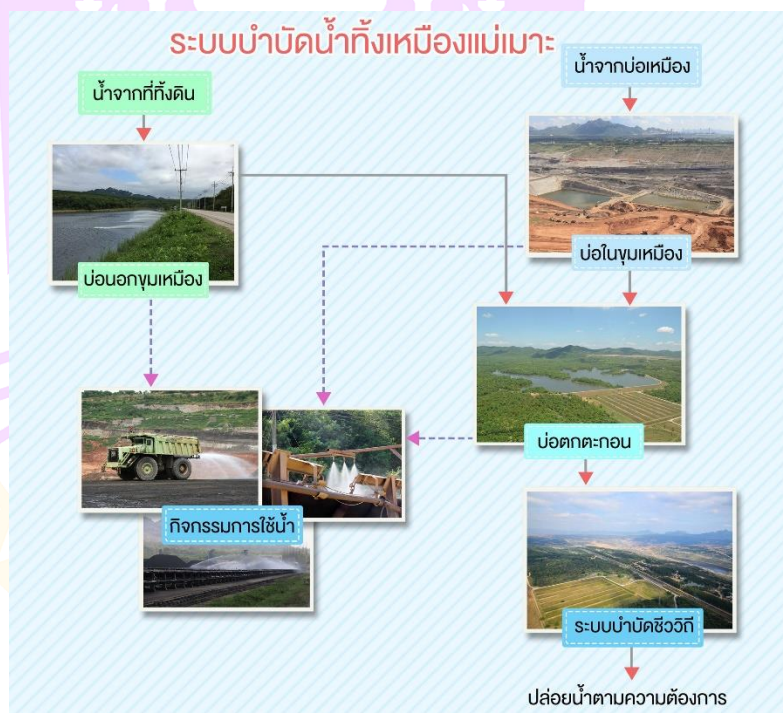 ระบบบำบัดน้ำทิ้งเหมืองแม่เมาะ
น้ำจากที่ทิ้งดิน
น้ำจากบ่อเหมือง
บ่อนอกขุมเหมือง
บ่อในขุมเหมือง
บ่อตกตะกอน
กิจกรรมการใช้น้ำ
ระบบบำบัดชีววิถี
ปล่อยน้ำตามความต้องการ